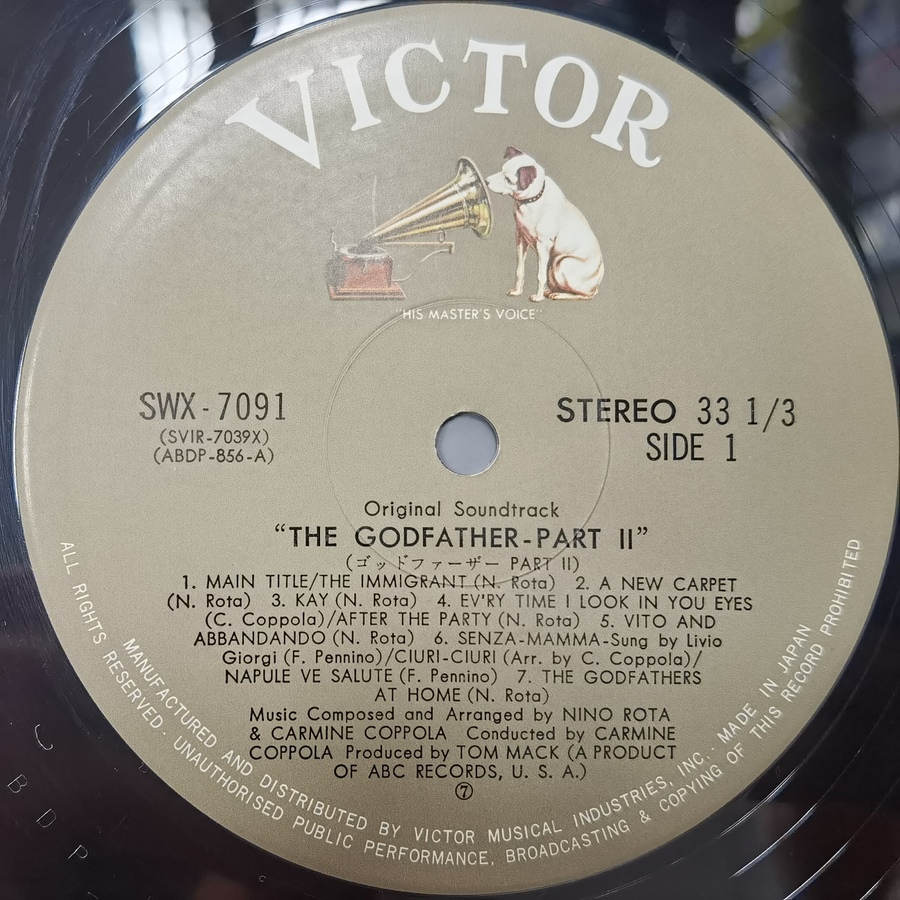 VICTOR
"HIS MASTER'S VOICE"
SWX-7091
(SVIR-7039X)
(ABDP-856-A)
STEREO 33 1/3
SIDE 1
Original Soundtrack
"THE GODFATHER-PART II"
(ゴッドファーザー PART II)
1. MAIN TITLE/THE IMMIGRANT (N. Rota) 2. A NEW CARPET
(N. Rota) 3. KAY (N. Rota) 4. EV'RY TIME I LOOK IN YOU EYES
(C. Coppola)/AFTER THE PARTY (N. Rota) 5. VITO AND
ABBANDANDO (N. Rota) 6. SENZA-MAMMA-Sung by Livio
Giorgi (F. Pennino)/CIURI-CIURI (Arr. by C. Coppola)/
NAPULE VE SALUTE (F. Pennino) 7. THE GODFATHERS
AT HOME (N. Rota)
Music Composed and Arranged by NINO ROTA
& CARMINE COPPOLA Conducted by CARMINE
COPPOLA Produced by TOM MACK (A PRODUCT
OF ABC RECORDS, U. S. A.)
⑦
MANUFACTURED AND DISTRIBUTED BY VICTOR MUSICAL INDUSTRIES, INC. · MADE IN JAPAN
ALL RIGHTS RESERVED · UNAUTHORISED PUBLIC PERFORMANCE, BROADCASTING & COPYING OF THIS RECORD PROHIBITED